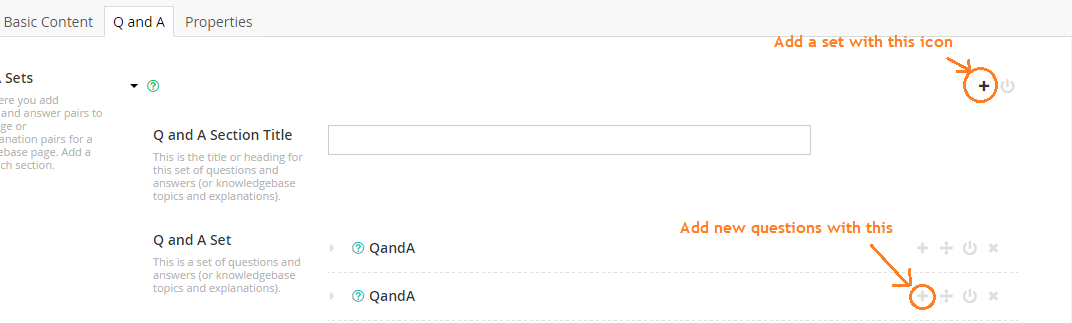 Basic Content Q and A Properties
Add a set with this icon
A Sets
ere you add
and answer pairs to
ge or
anation pairs for a
ebase page. Add a
ch section.
Q and A Section Title
This is the title or heading for
this set of questions and
answers (or knowledgebase
topics and explanations).
Add new questions with this
Q and A Set
This is a set of questions and
answers (or knowledgebase
topics and explanations).
QandA
QandA